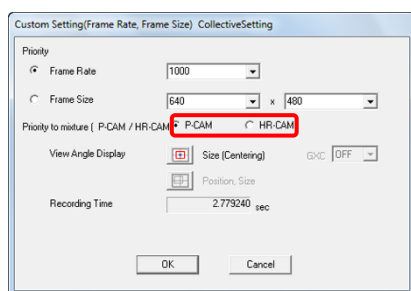 Custom Setting(Frame Rate, Frame Size) CollectiveSetting
Priority
Frame Rate 1000
Frame Size 640 x 480
Priority to mixture ( P-CAM / HR-CAM P-CAM HR-CAM
View Angle Display Size (Centering) GXC OFF
Position, Size
Recording Time 2.779240 sec
OK Cancel